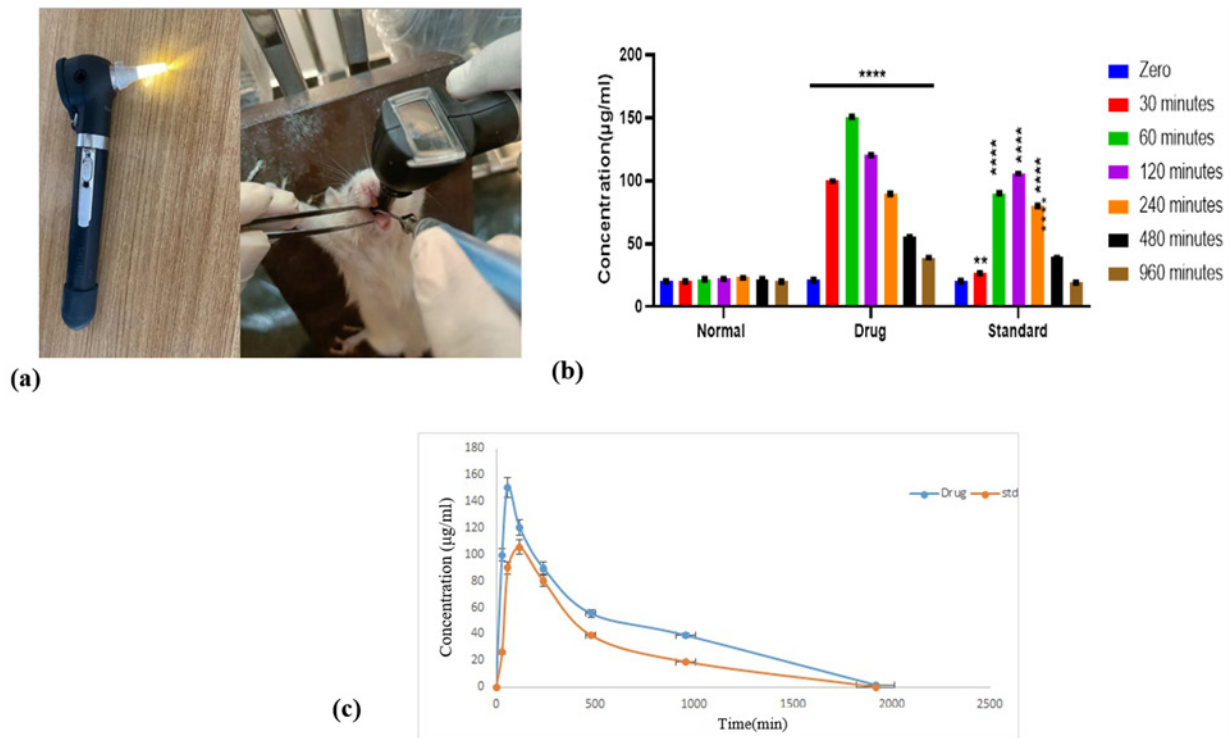 (a)
Concentration(µg/ml)
200
150
100
50
0
Normal
Drug
Standard
****
**
****
****
****
****
Zero
30 minutes
60 minutes
120 minutes
240 minutes
480 minutes
960 minutes
(b)
Concentration (µg/ml)
180
160
140
120
100
80
60
40
20
0
0
500
1000
1500
2000
2500
Time(min)
Drug
std
(c)